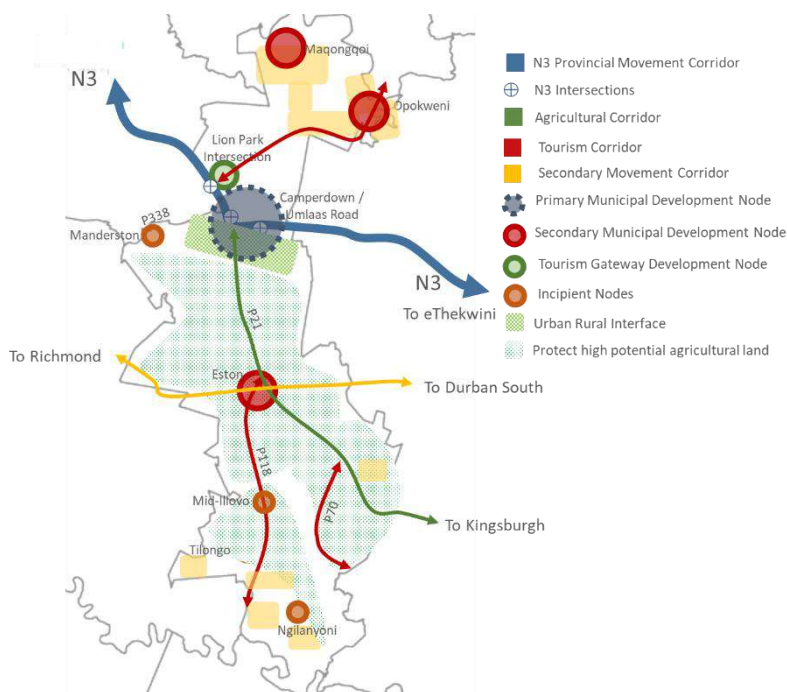 Maqongqoi
N3
Opokweni
Lion Park
Intersection
Camperdown /
Umlaas Road
P338
Manderston
N3
To eThekwini
P21
To Richmond
Eston
To Durban South
P118
Mid-Illovo
P70
To Kingsburgh
Tilongo
Ngilanyoni
N3 Provincial Movement Corridor
N3 Intersections
Agricultural Corridor
Tourism Corridor
Secondary Movement Corridor
Primary Municipal Development Node
Secondary Municipal Development Node
Tourism Gateway Development Node
Incipient Nodes
Urban Rural Interface
Protect high potential agricultural land